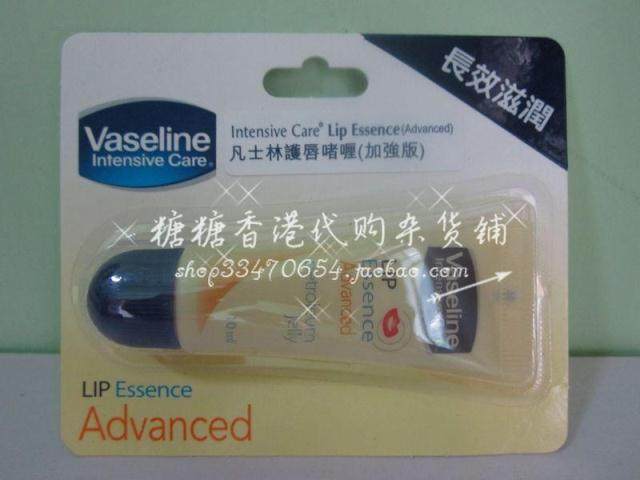 長效滋潤
Vaseline
Intensive Care®
Intensive Care® Lip Essence (Advanced)
凡士林護唇啫喱(加強版)
糖糖香港代购杂货铺
shop33470654.taobao.com
Vaseline
LIP
Essence
Advanced
Jelly
LIP Essence
Advanced